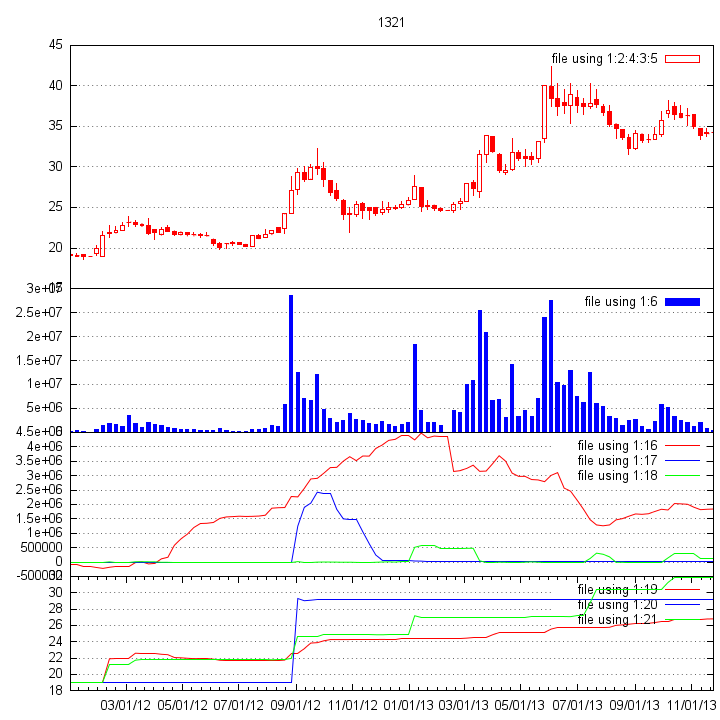 1321
45
file using 1:2:4:3:5
40
35
30
25
20
3e+07
file using 1:6
2.5e+07
2e+07
1.5e+07
1e+07
5e+06
4.5e+06
file using 1:16
4e+06
file using 1:17
3.5e+06
file using 1:18
3e+06
2.5e+06
2e+06
1.5e+06
1e+06
500000
0
-500000
file using 1:19
30
file using 1:20
28
file using 1:21
26
24
22
20
18
03/01/12 05/01/12 07/01/12 09/01/12 11/01/12 01/01/13 03/01/13 05/01/13 07/01/13 09/01/13 11/01/13